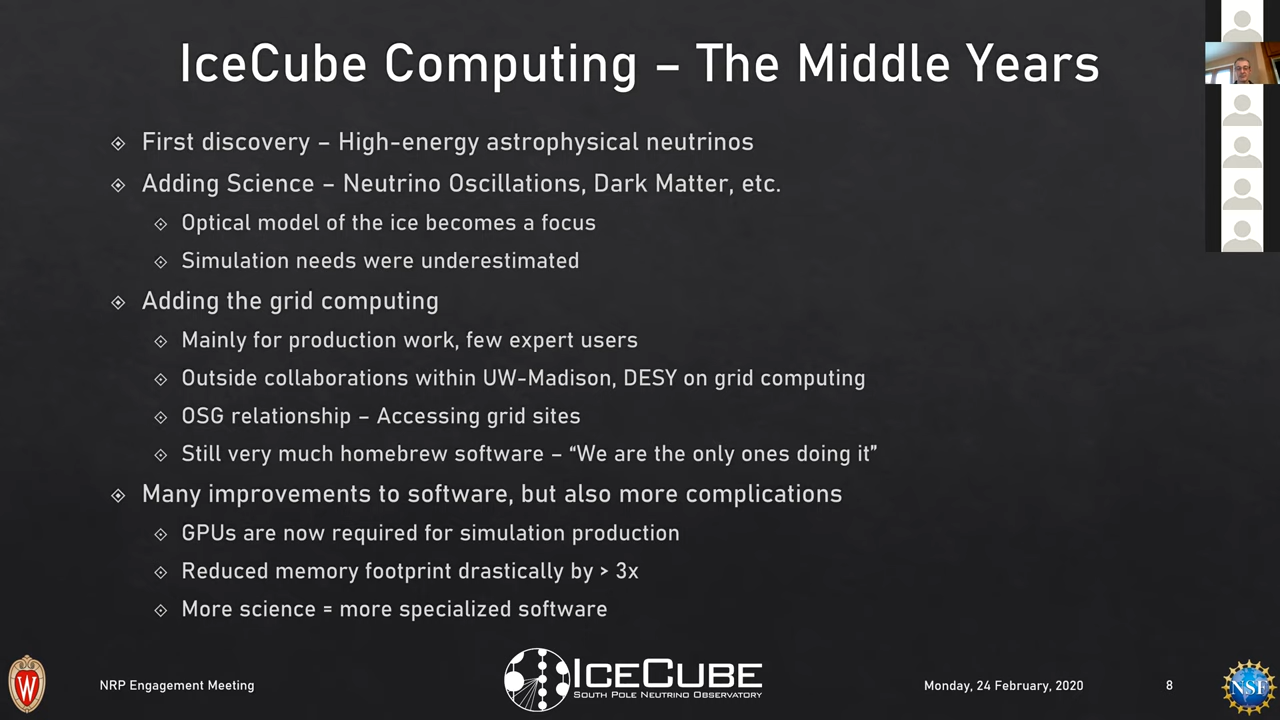 IceCube Computing – The Middle Years
First discovery – High-energy astrophysical neutrinos
Adding Science – Neutrino Oscillations, Dark Matter, etc.
Optical model of the ice becomes a focus
Simulation needs were underestimated
Adding the grid computing
Mainly for production work, few expert users
Outside collaborations within UW-Madison, DESY on grid computing
OSG relationship – Accessing grid sites
Still very much homebrew software – “We are the only ones doing it”
Many improvements to software, but also more complications
GPUs are now required for simulation production
Reduced memory footprint drastically by > 3x
More science = more specialized software
W
NRP Engagement Meeting
ICECUBE
SOUTH POLE NEUTRINO OBSERVATORY
Monday, 24 February, 2020
8
NSF